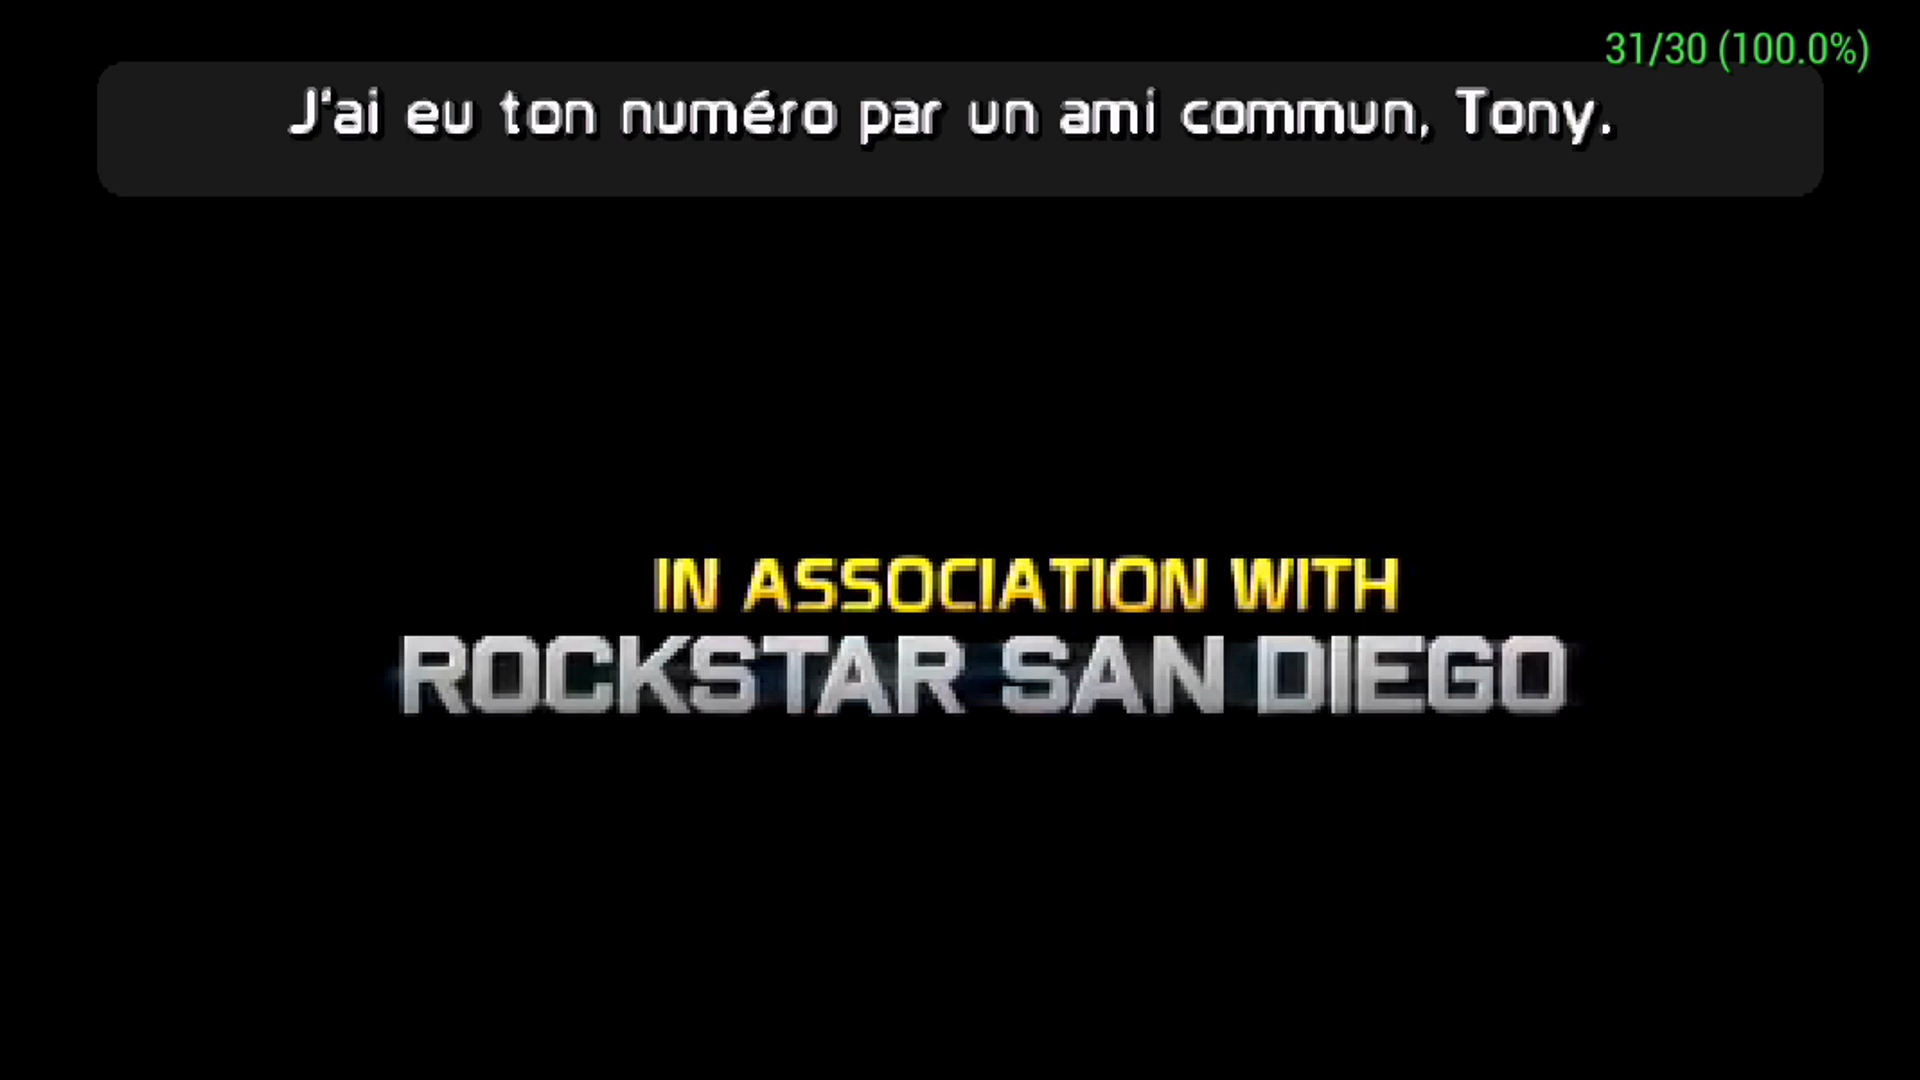 31/30 (100.0%)
J'ai eu ton numéro par un ami commun, Tony.
IN ASSOCIATION WITH
ROCKSTAR SAN DIEGO